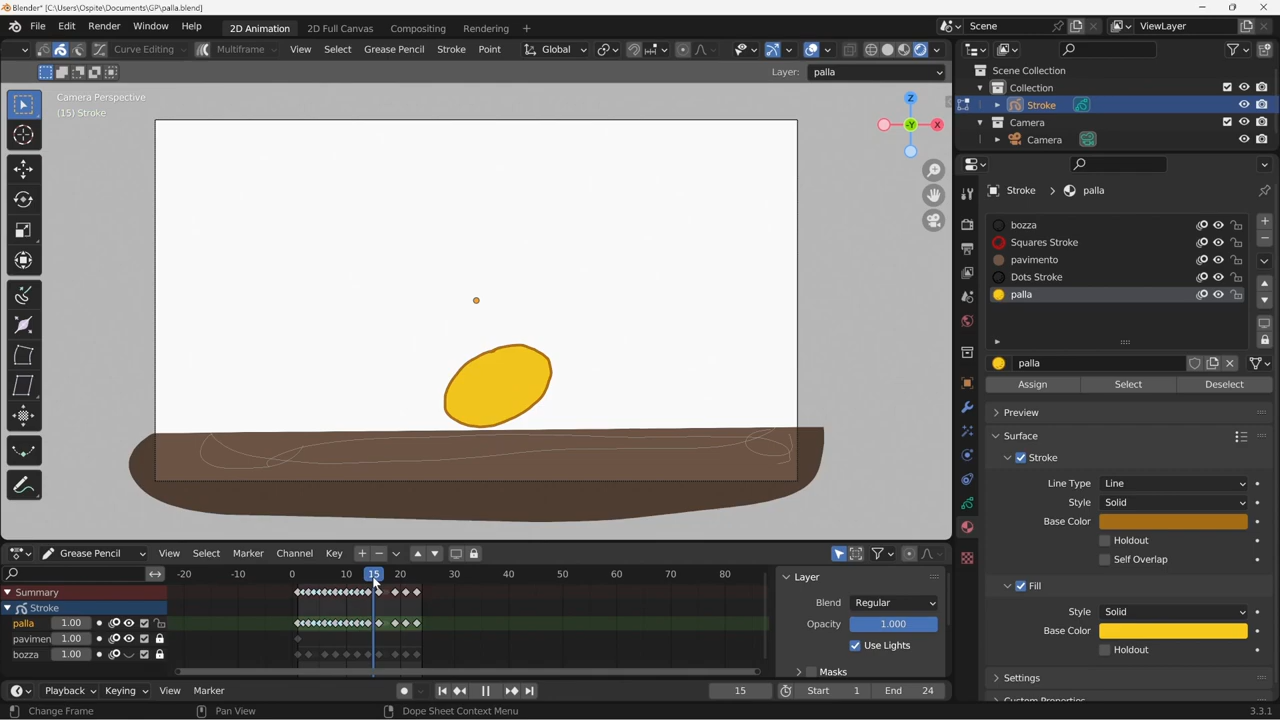 Blender* [C:\Users\Ospite\Documents\GP\palla.blend]
File Edit Render Window Help 2D Animation 2D Full Canvas Compositing Rendering + Scene ViewLayer
Curve Editing Multiframe View Select Grease Pencil Stroke Point Global
Layer: palla
Camera Perspective
(15) Stroke
Z
-Y X
Scene Collection
Collection
Stroke
Camera
Camera
Stroke > palla
bozza
Squares Stroke
pavimento
Dots Stroke
palla
palla
Assign Select Deselect
Preview
Surface
Stroke
Line Type Line
Style Solid
Base Color
Holdout
Self Overlap
Fill
Style Solid
Base Color
Holdout
Settings
Custom Properties
Grease Pencil View Select Marker Channel Key
-20 -10 0 10 15 20 30 40 50 60 70 80
Summary
Stroke
palla 1.00
pavimen 1.00
bozza 1.00
Layer
Blend Regular
Opacity 1.000
Use Lights
Masks
Playback Keying View Marker 15 Start 1 End 24
Change Frame Pan View Dope Sheet Context Menu 3.3.1